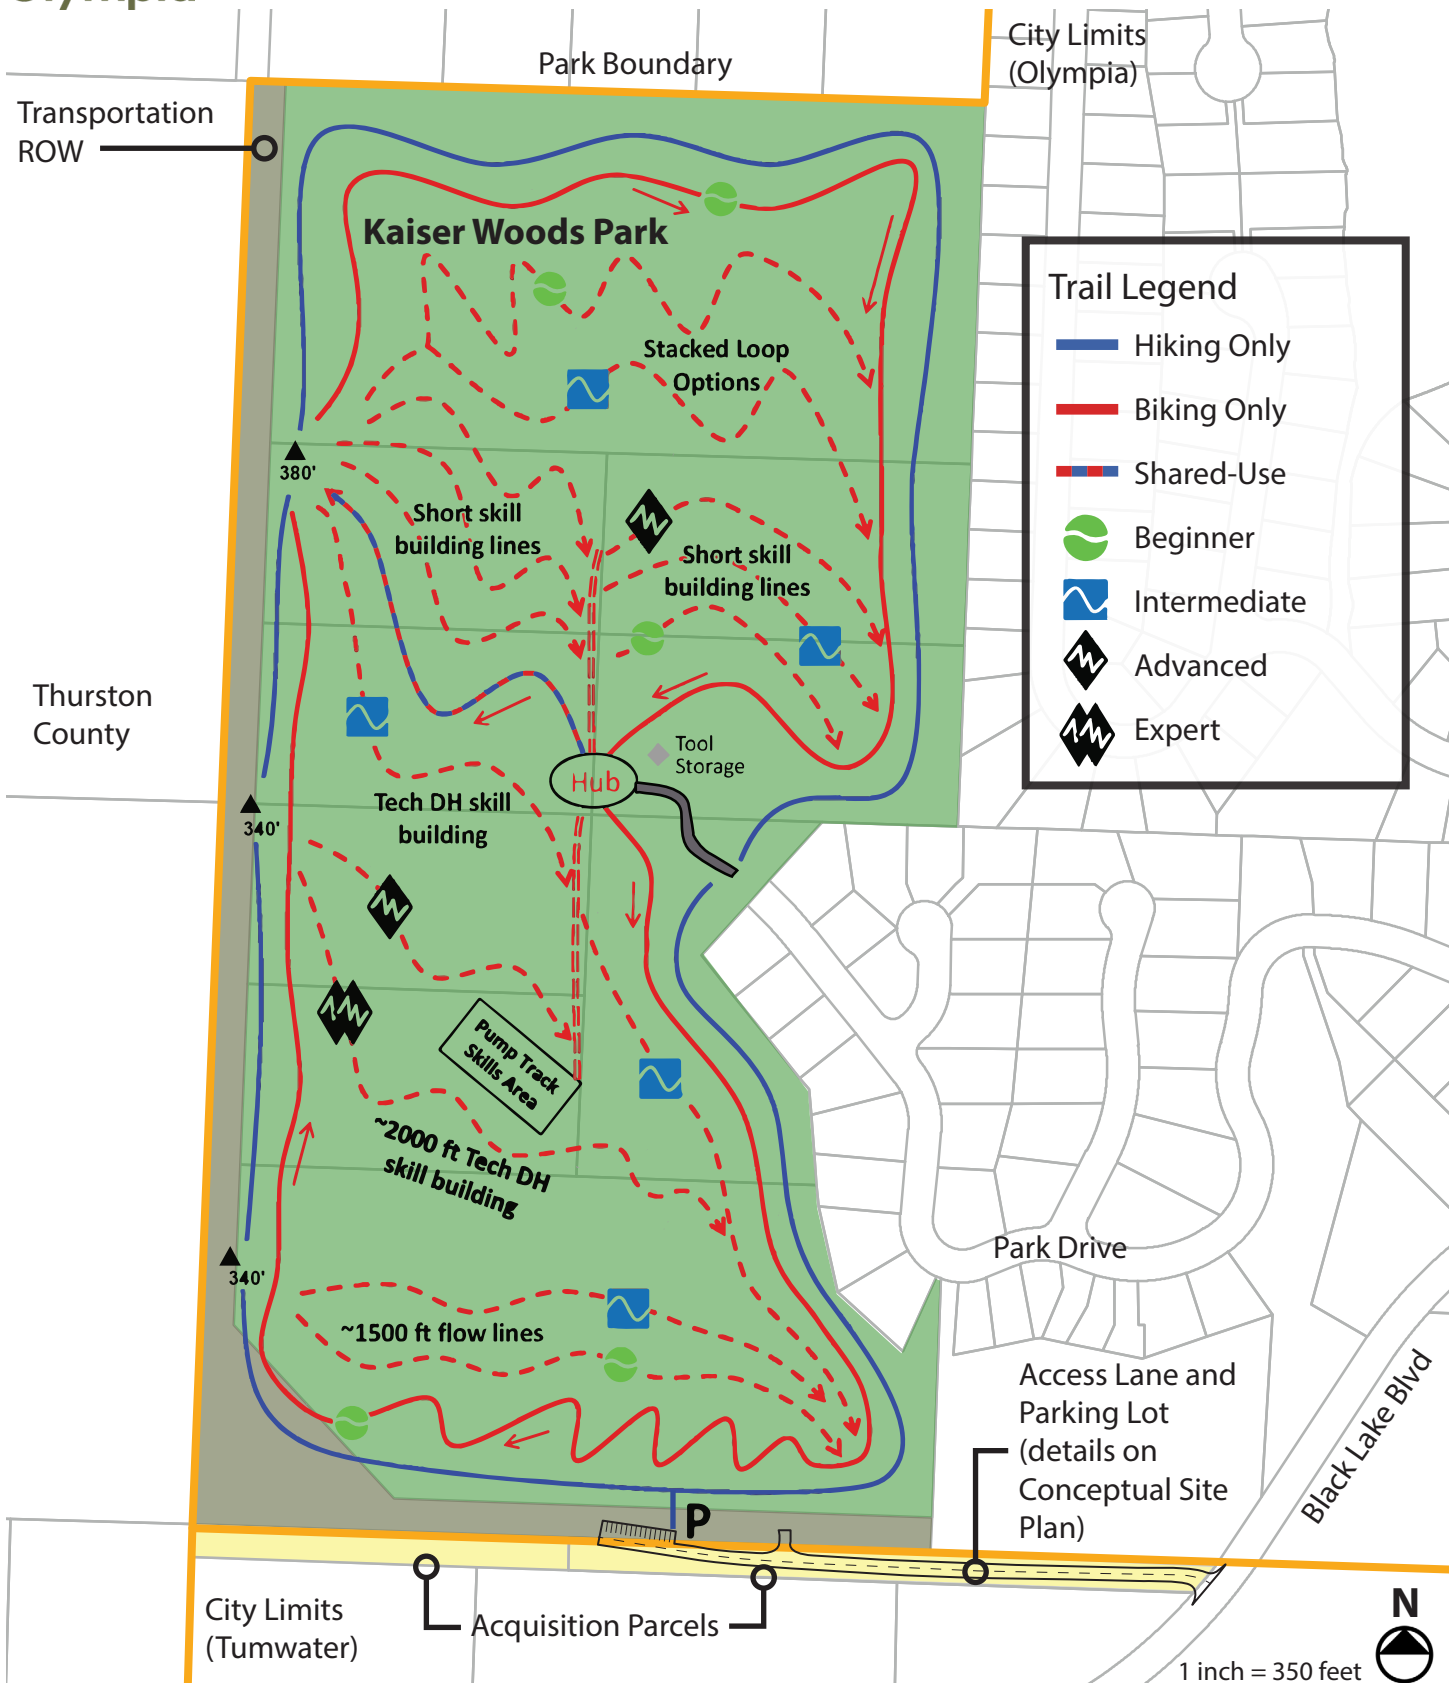 Olympia
Park Boundary
City Limits
(Olympia)
Transportation
ROW
Kaiser Woods Park
Trail Legend
Hiking Only
Biking Only
Shared-Use
Beginner
Intermediate
Advanced
Expert
Stacked Loop
Options
380'
Short skill
building lines
Short skill
building lines
Thurston
County
Hub
Tool
Storage
Tech DH skill
building
340'
Pump Track
Skills Area
~2000 ft Tech DH
skill building
Park Drive
340'
~1500 ft flow lines
Access Lane and
Parking Lot
(details on
Conceptual Site
Plan)
Black Lake Blvd
P
City Limits
(Tumwater)
Acquisition Parcels
N
1 inch = 350 feet